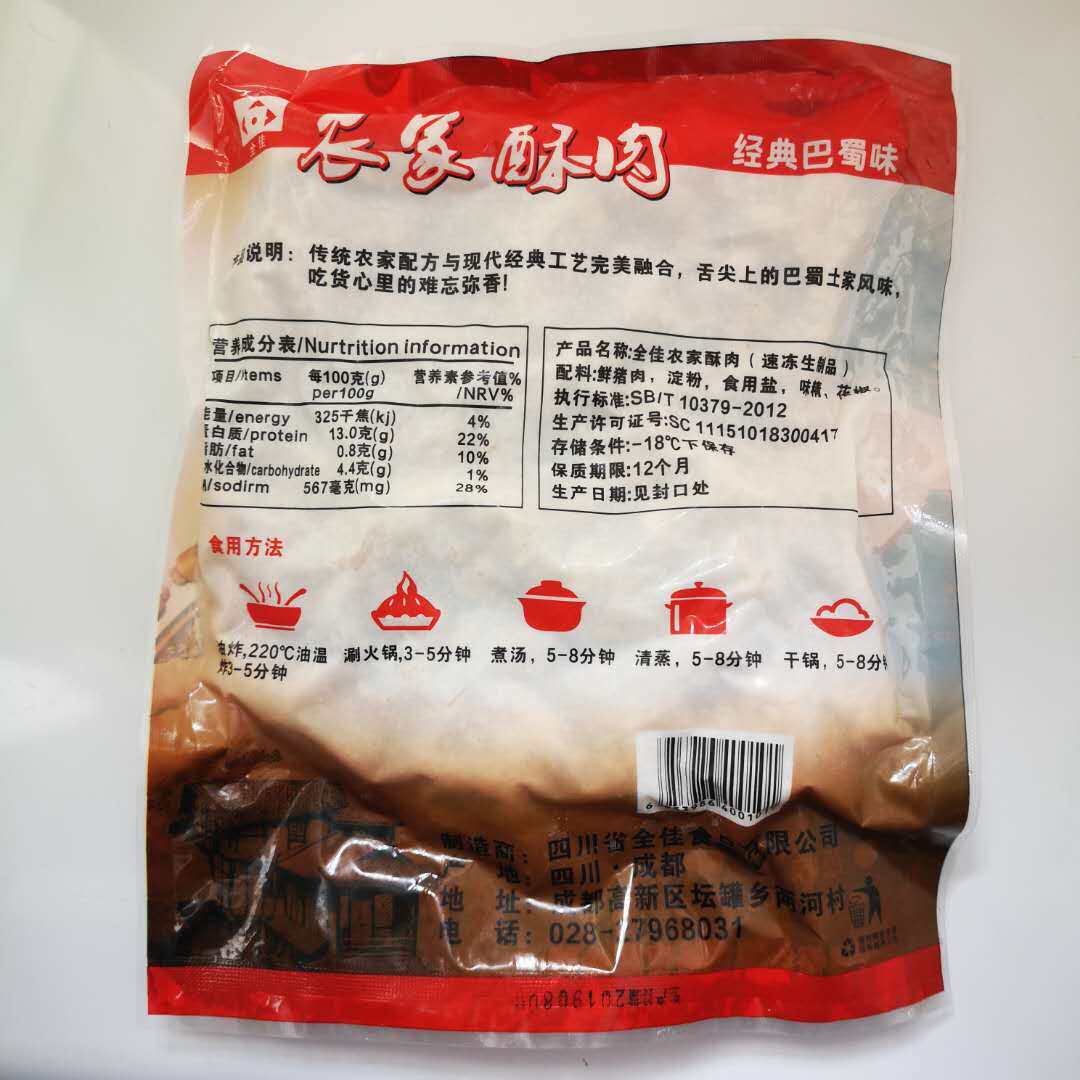 全佳
农家酥肉
经典巴蜀味
说明：传统农家配方与现代经典工艺完美融合，舌尖上的巴蜀土家风味，
吃货心里的难忘弥香！
营养成分表/Nurtrition information
项目/Items 每100克(g) 营养素参考值%
per100g /NRV%
能量/energy 325千焦(kj) 4%
蛋白质/protein 13.0克(g) 22%
脂肪/fat 0.8克(g) 10%
水化合物/carbohydrate 4.4克(g) 1%
/sodirm 567毫克(mg) 28%
产品名称:全佳农家酥肉（速冻生制品）
配料:鲜猪肉，淀粉，食用盐，味精、花椒。
执行标准:SB/T 10379-2012
生产许可证号:SC 11151018300417
存储条件:-18℃下保存
保质期限:12个月
生产日期:见封口处
食用方法
油炸,220℃油温
炸3-5分钟
涮火锅,3-5分钟
煮汤，5-8分钟
清蒸，5-8分钟
干锅，5-8分钟
制造商：四川省全佳食品有限公司
产 地：四川·成都
地 址：成都高新区坛罐乡两河村
电 话：028-27968031